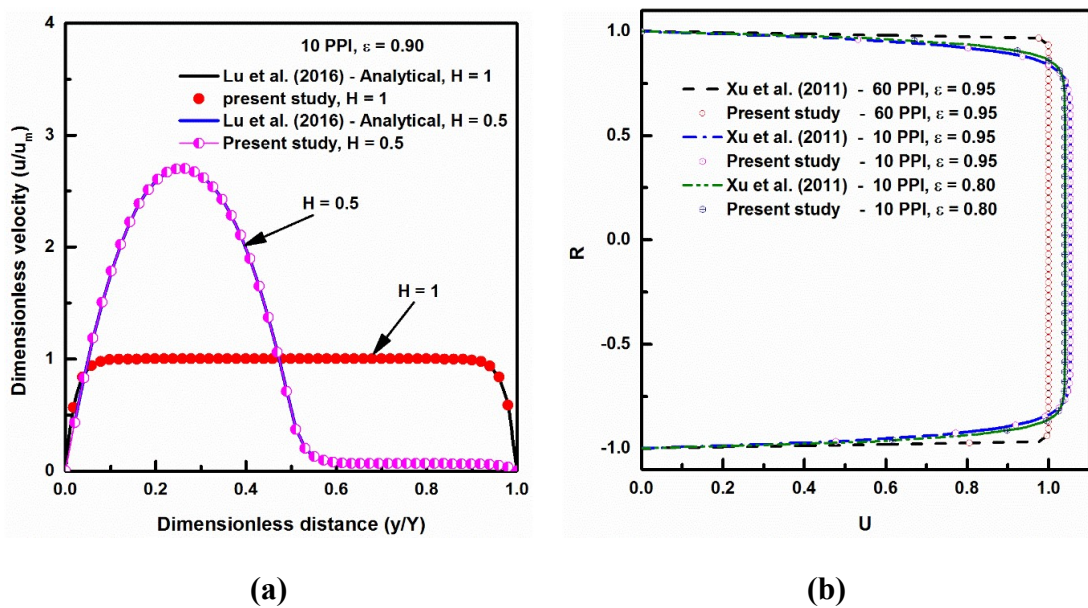 4
3
2
1
0
0.0
0.2
0.4
0.6
0.8
1.0
Dimensionless velocity (u/um)
Dimensionless distance (y/Y)
10 PPI, ε = 0.90
Lu et al. (2016) - Analytical, H = 1
present study, H = 1
Lu et al. (2016) - Analytical, H = 0.5
Present study, H = 0.5
H = 0.5
H = 1
(a)
1.0
0.5
0.0
-0.5
-1.0
0.0
0.2
0.4
0.6
0.8
1.0
R
U
Xu et al. (2011) - 60 PPI, ε = 0.95
Present study - 60 PPI, ε = 0.95
Xu et al. (2011) - 10 PPI, ε = 0.95
Present study - 10 PPI, ε = 0.95
Xu et al. (2011) - 10 PPI, ε = 0.80
Present study - 10 PPI, ε = 0.80
(b)